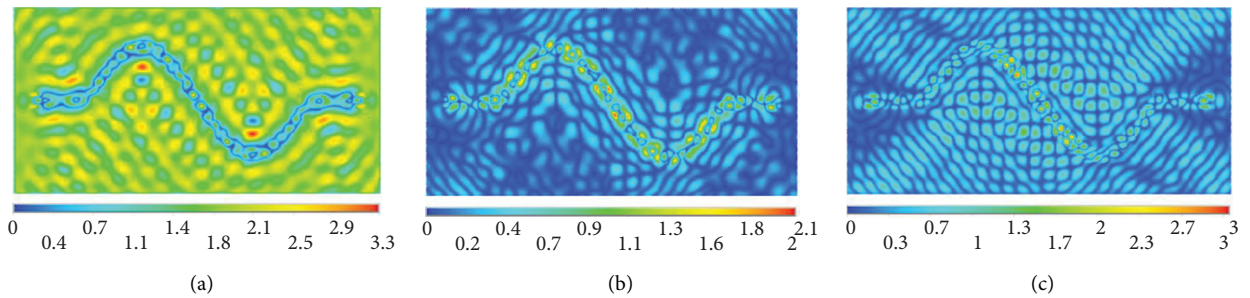 0 0.7 1.4 2.1 2.9
0.4 1.1 1.8 2.5 3.3
(a)
0 0.4 0.9 1.3 1.8 2.1
0.2 0.7 1.1 1.6 2
(b)
0 0.7 1.3 2 2.7 3
0.3 1 1.7 2.3 3
(c)